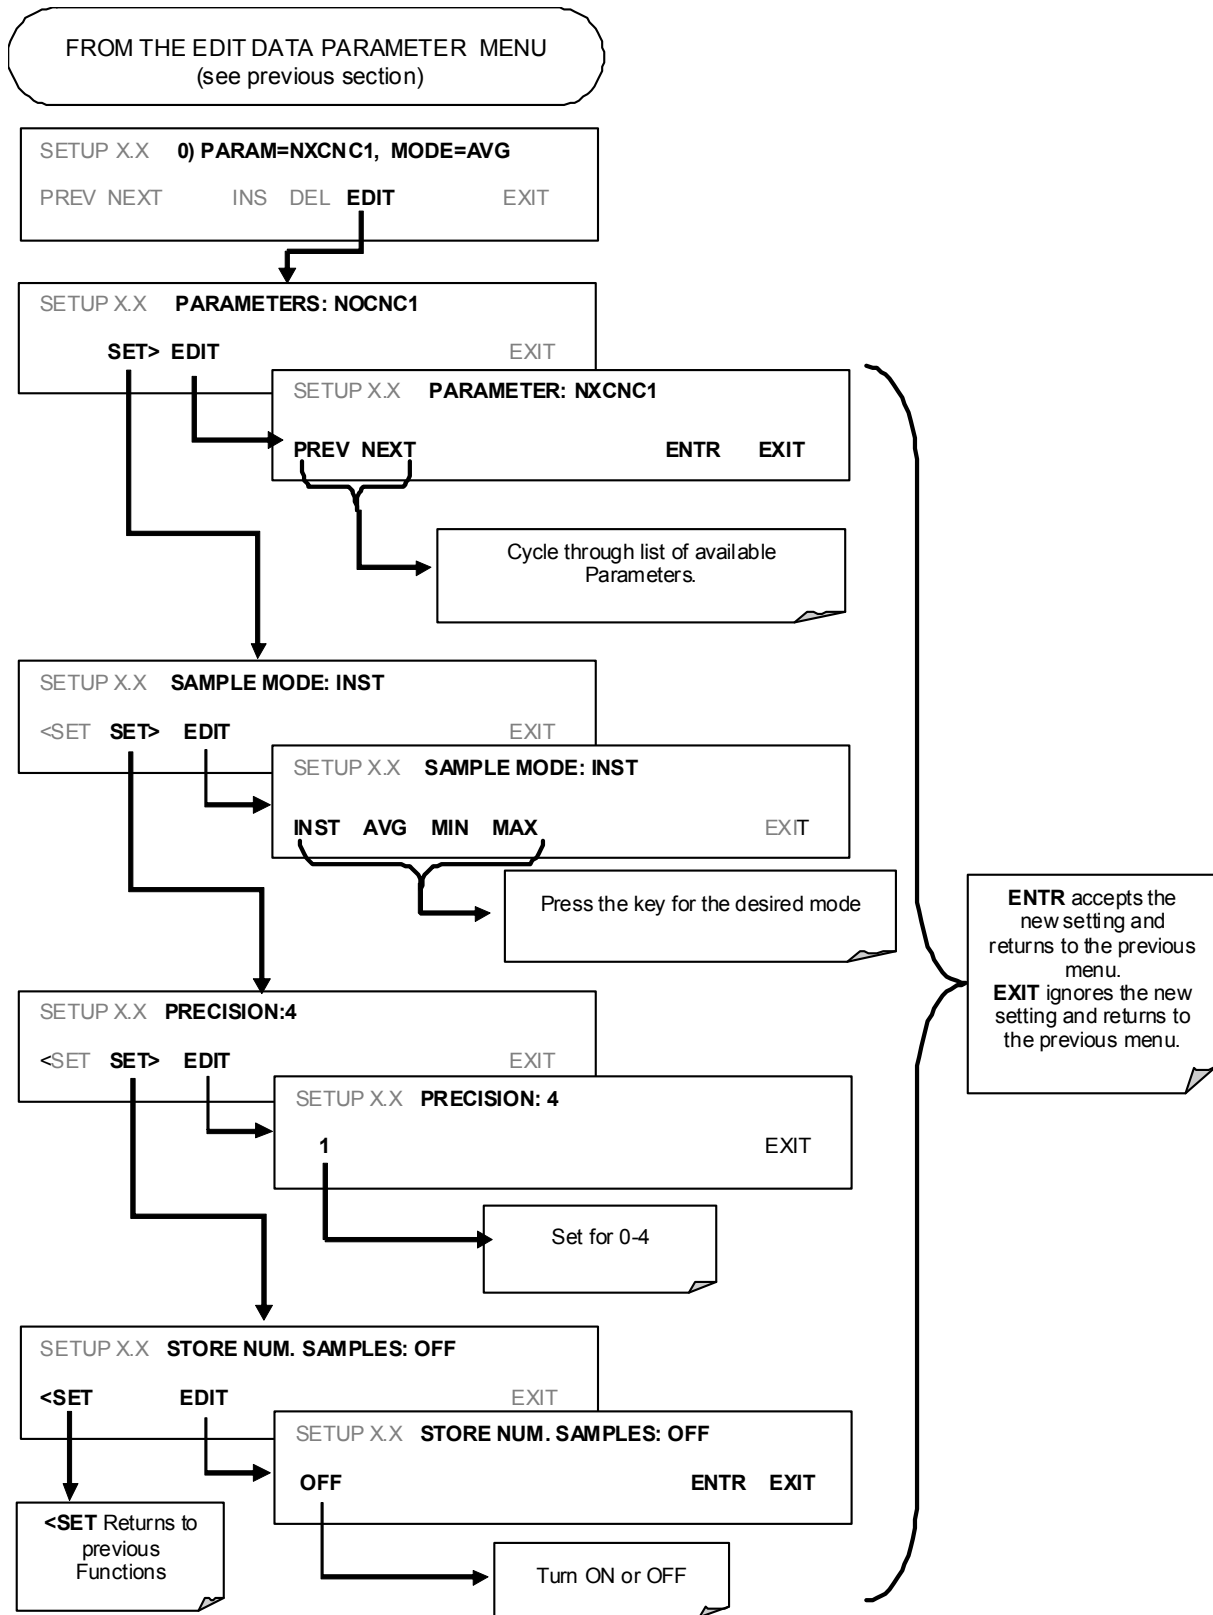 FROM THE EDIT DATA PARAMETER MENU
(see previous section)
SETUP X.X 0) PARAM=NXCNC1, MODE=AVG
PREV NEXT INS DEL EDIT EXIT
SETUP X.X PARAMETERS: NOCNC1
SET> EDIT EXIT
SETUP X.X PARAMETER: NXCNC1
PREV NEXT ENTR EXIT
Cycle through list of available
Parameters.
SETUP X.X SAMPLE MODE: INST
<SET SET> EDIT EXIT
SETUP X.X SAMPLE MODE: INST
INST AVG MIN MAX EXIT
Press the key for the desired mode
ENTR accepts the
new setting and
returns to the previous
menu.
EXIT ignores the new
setting and returns to
the previous menu.
SETUP X.X PRECISION:4
<SET SET> EDIT EXIT
SETUP X.X PRECISION: 4
1 EXIT
Set for 0-4
SETUP X.X STORE NUM. SAMPLES: OFF
<SET EDIT EXIT
SETUP X.X STORE NUM. SAMPLES: OFF
OFF ENTR EXIT
<SET Returns to
previous
Functions
Turn ON or OFF